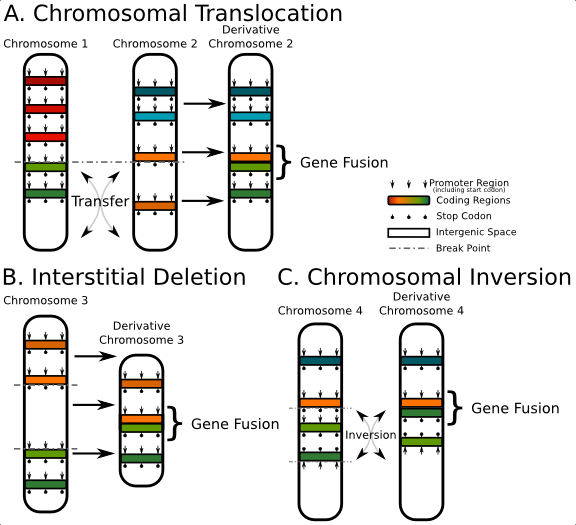 A. Chromosomal Translocation
Chromosome 1
Chromosome 2
Derivative
Chromosome 2
Gene Fusion
Transfer
Promoter Region
(including start codon)
Coding Regions
Stop Codon
Intergenic Space
Break Point
B. Interstitial Deletion
Chromosome 3
Derivative
Chromosome 3
Gene Fusion
C. Chromosomal Inversion
Chromosome 4
Derivative
Chromosome 4
Gene Fusion
Inversion